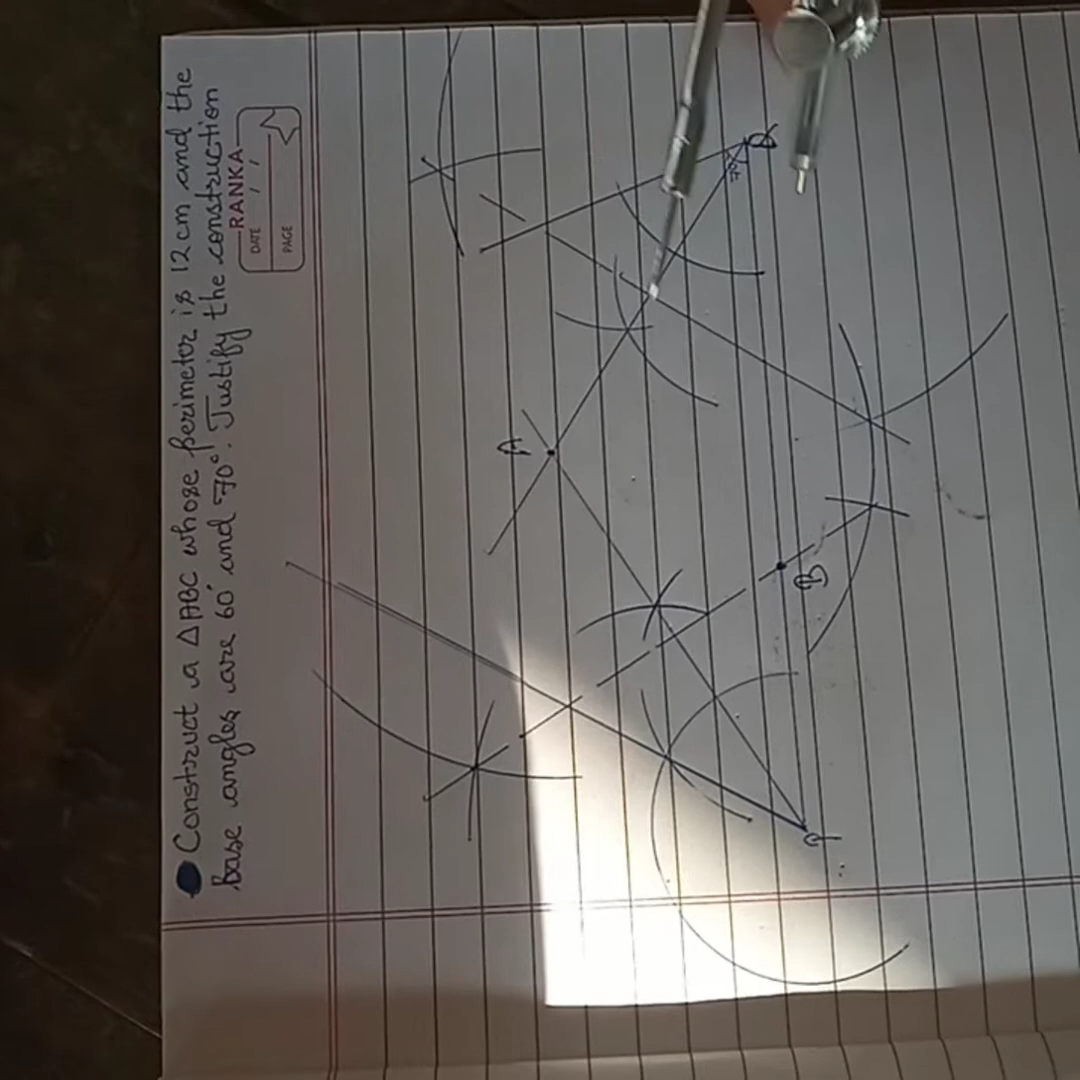 Construct a ΔABC whose perimeter is 12 cm and the
base angles are 60° and 70°. Justify the construction
RANKA
DATE / /
PAGE
A
B
P
Q
70°